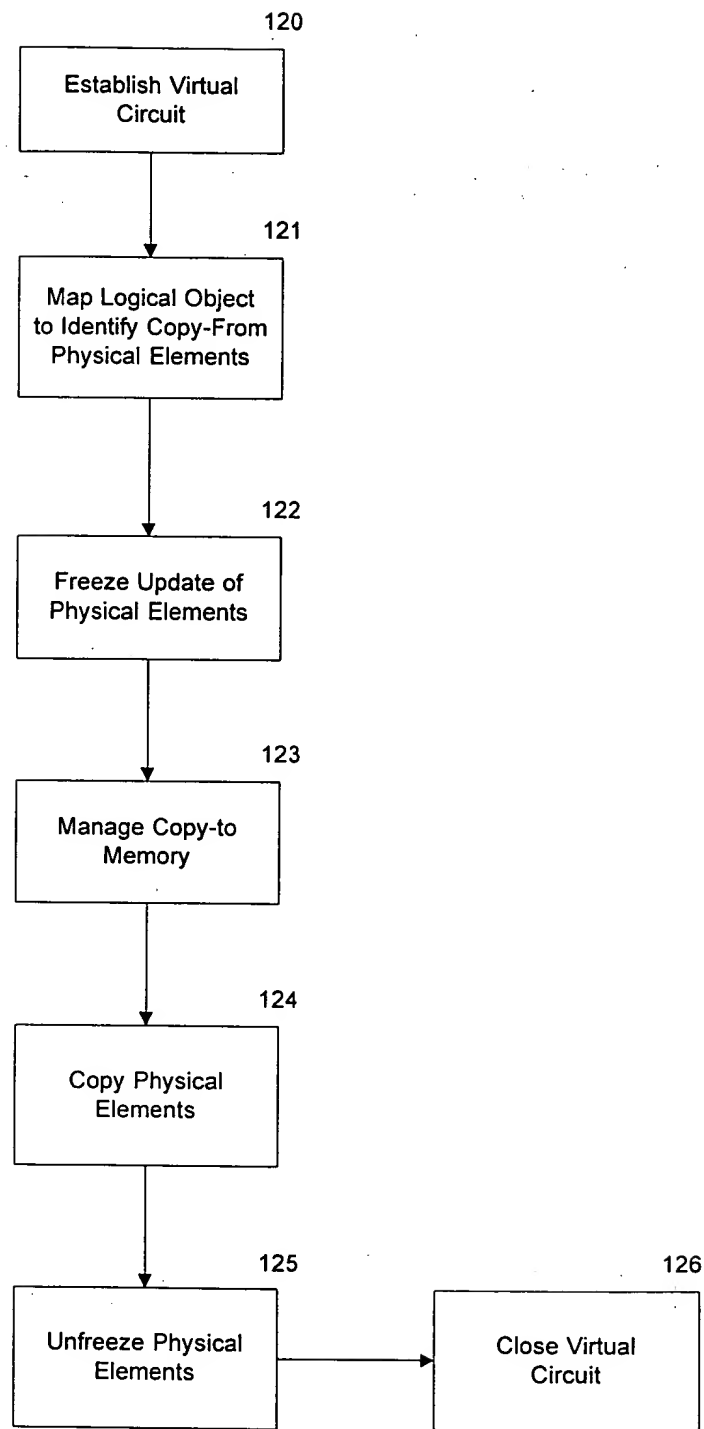 120
Establish Virtual
Circuit
121
Map Logical Object
to Identify Copy-From
Physical Elements
122
Freeze Update of
Physical Elements
123
Manage Copy-to
Memory
124
Copy Physical
Elements
125
Unfreeze Physical
Elements
126
Close Virtual
Circuit